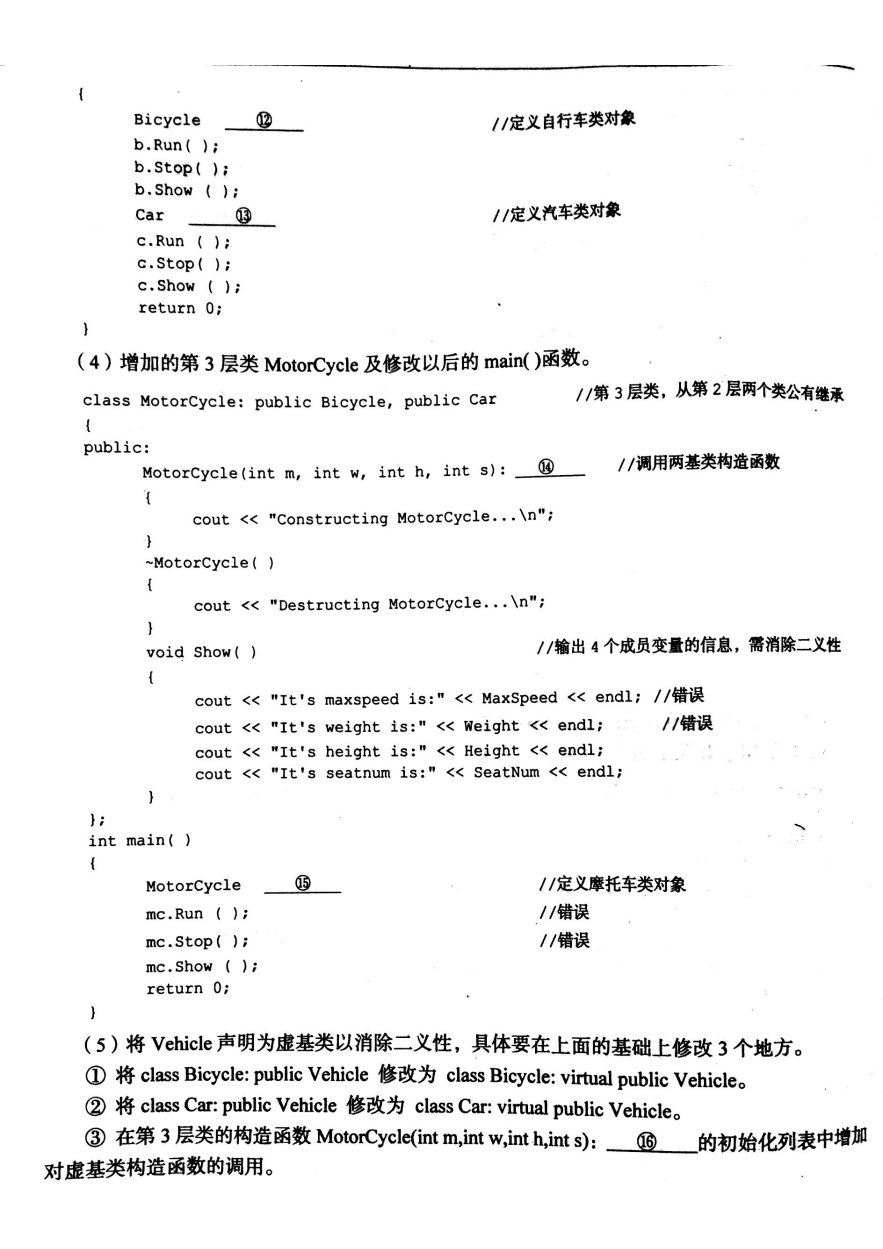 {
Bicycle ⑫ //定义自行车类对象
b.Run( );
b.Stop( );
b.Show ( );
Car ⑬ //定义汽车类对象
c.Run ( );
c.Stop( );
c.Show ( );
return 0;
}
（4）增加的第 3 层类 MotorCycle 及修改以后的 main( )函数。
class MotorCycle: public Bicycle, public Car //第 3 层类，从第 2 层两个类公有继承
{
public:
MotorCycle(int m, int w, int h, int s): ⑭ //调用两基类构造函数
{
cout << "Constructing MotorCycle...\n";
}
~MotorCycle( )
{
cout << "Destructing MotorCycle...\n";
}
void Show( ) //输出 4 个成员变量的信息，需消除二义性
{
cout << "It's maxspeed is:" << MaxSpeed << endl; //错误
cout << "It's weight is:" << Weight << endl; //错误
cout << "It's height is:" << Height << endl;
cout << "It's seatnum is:" << SeatNum << endl;
}
};
int main( )
{
MotorCycle ⑮ //定义摩托车类对象
mc.Run ( ); //错误
mc.Stop( ); //错误
mc.Show ( );
return 0;
}
（5）将 Vehicle 声明为虚基类以消除二义性，具体要在上面的基础上修改 3 个地方。
① 将 class Bicycle: public Vehicle 修改为 class Bicycle: virtual public Vehicle。
② 将 class Car: public Vehicle 修改为 class Car: virtual public Vehicle。
③ 在第 3 层类的构造函数 MotorCycle(int m,int w,int h,int s)： ⑯ 的初始化列表中增加
对虚基类构造函数的调用。